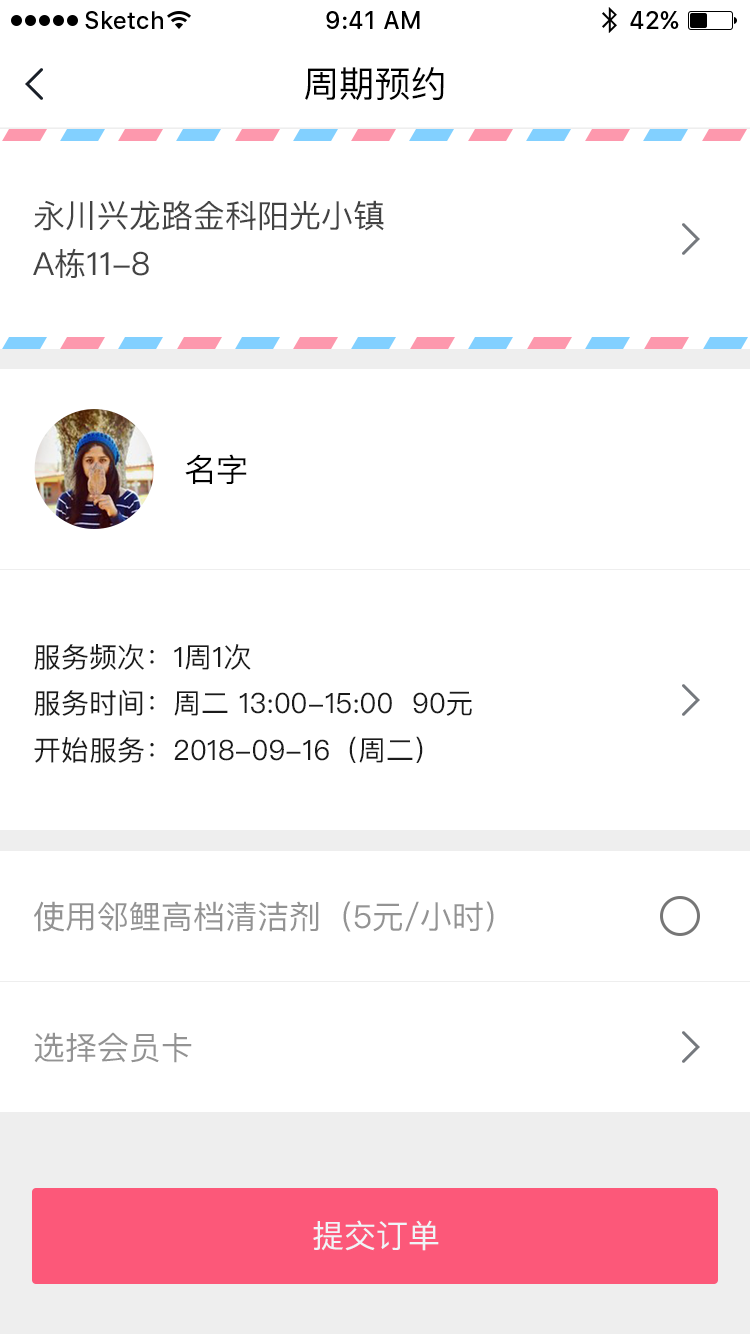 Sketch 9:41 AM 42%
周期预约
永川兴龙路金科阳光小镇
A栋11-8
名字
服务频次：1周1次
服务时间：周二 13:00-15:00 90元
开始服务：2018-09-16（周二）
使用邻鲤高档清洁剂（5元/小时）
选择会员卡
提交订单